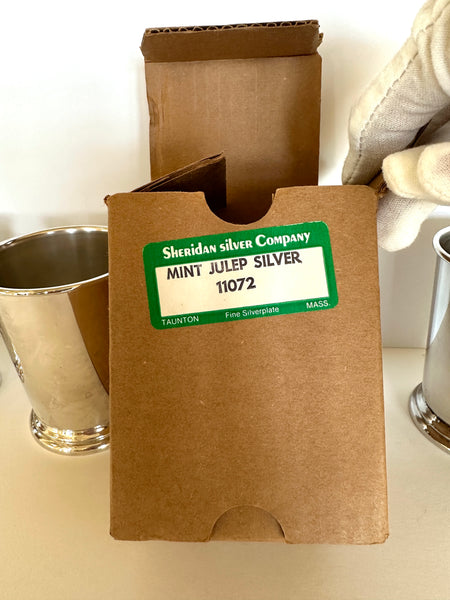 Sheridan Silver Company
MINT JULEP SILVER
11072
TAUNTON Fine Silverplate MASS.